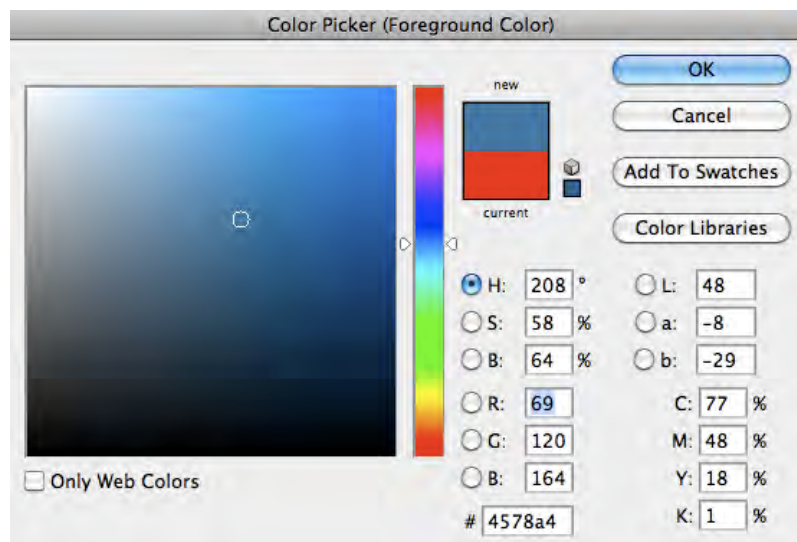 Color Picker (Foreground Color)
new
current
OK
Cancel
Add To Swatches
Color Libraries
H: 208 °
S: 58 %
B: 64 %
R: 69
G: 120
B: 164
# 4578a4
L: 48
a: -8
b: -29
C: 77 %
M: 48 %
Y: 18 %
K: 1 %
Only Web Colors